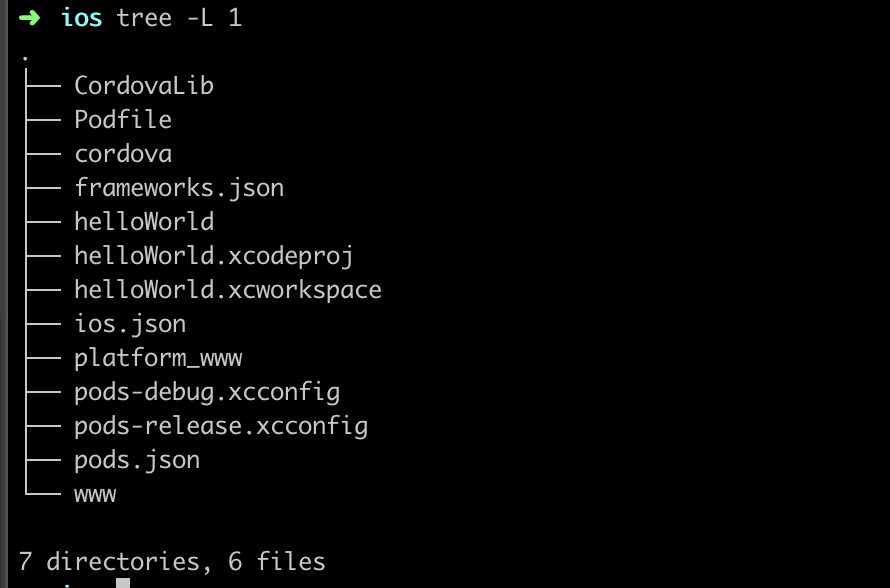 ➜ ios tree -L 1
.
├── CordovaLib
├── Podfile
├── cordova
├── frameworks.json
├── helloWorld
├── helloWorld.xcodeproj
├── helloWorld.xcworkspace
├── ios.json
├── platform_www
├── pods-debug.xcconfig
├── pods-release.xcconfig
├── pods.json
└── www
7 directories, 6 files